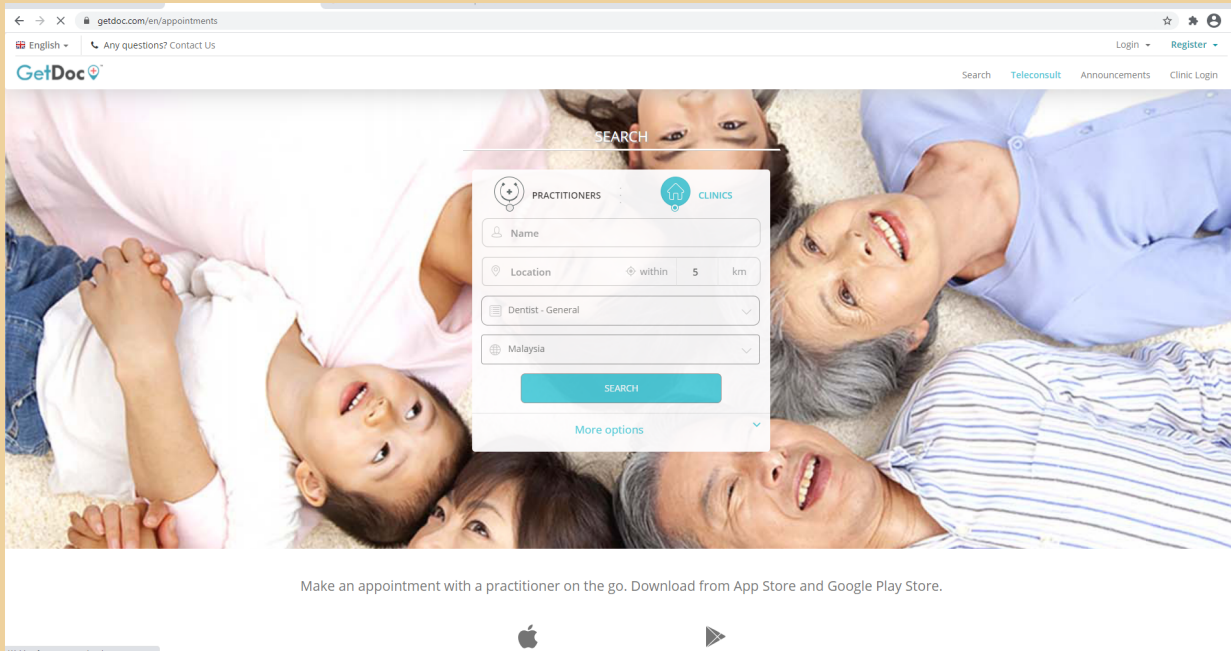 getdoc.com/en/appointments
English
Any questions? Contact Us
Login
Register
GetDoc
Search
Teleconsult
Announcements
Clinic Login
SEARCH
PRACTITIONERS
CLINICS
Name
Location within 5 km
Dentist - General
Malaysia
SEARCH
More options
Make an appointment with a practitioner on the go. Download from App Store and Google Play Store.